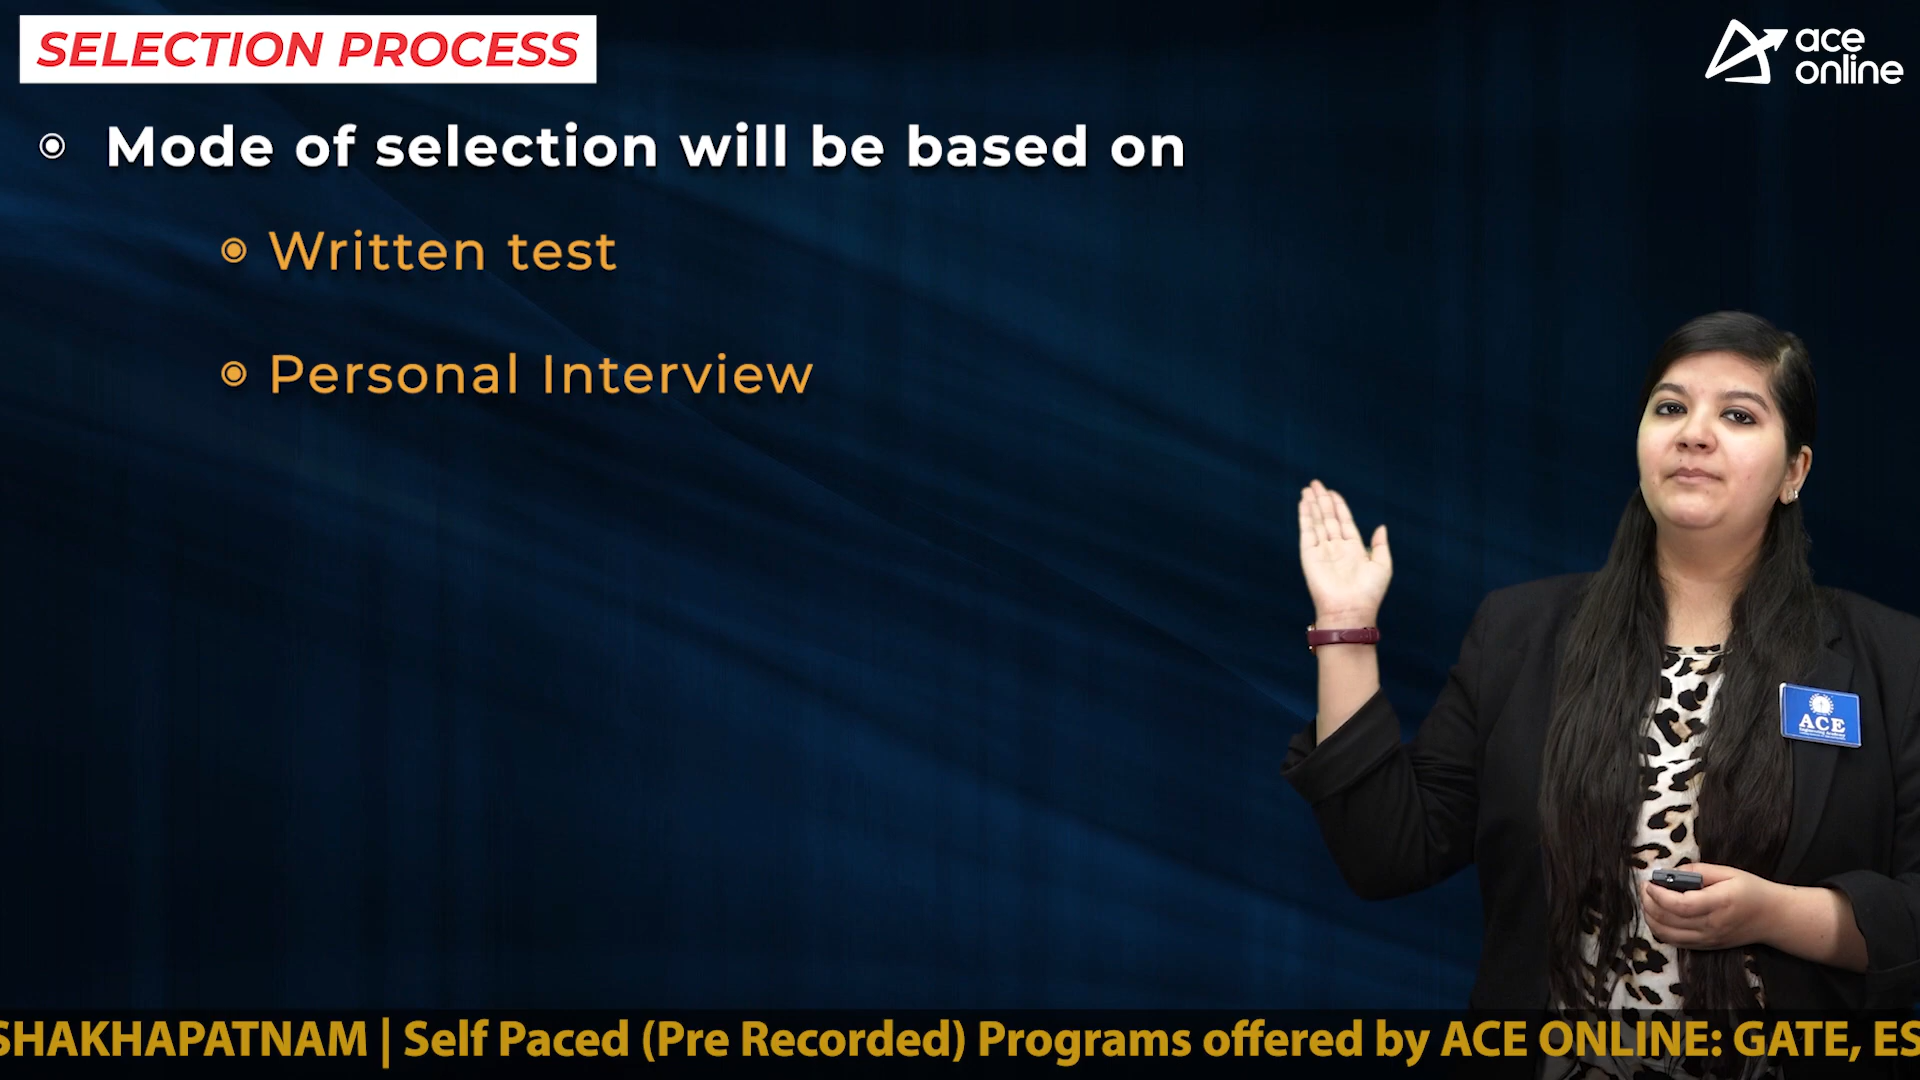 SELECTION PROCESS
ace
online
Mode of selection will be based on
Written test
Personal Interview
ACE
SHAKHAPATNAM | Self Paced (Pre Recorded) Programs offered by ACE ONLINE: GATE, ES